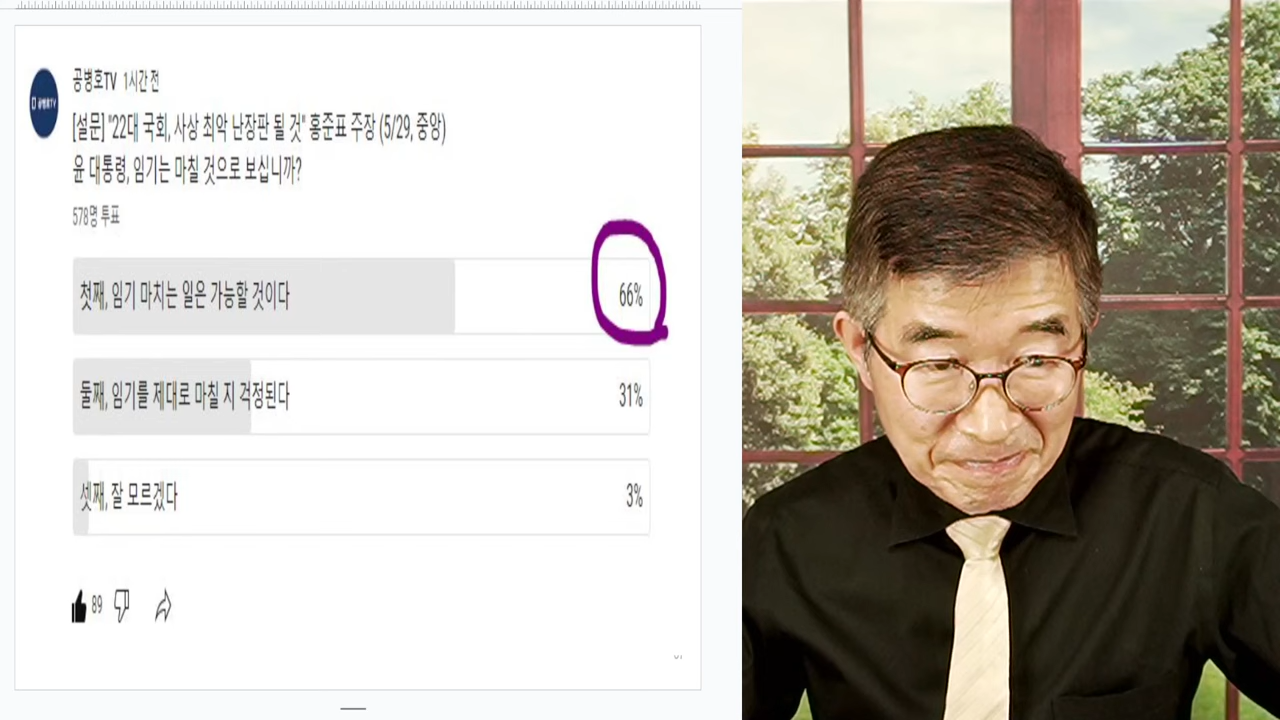 공병호TV 1시간 전
[설문] "22대 국회, 사상 최악 난장판 될 것" 홍준표 주장 (5/29, 중앙)
윤 대통령, 임기는 마칠 것으로 보십니까?
578명 투표
첫째, 임기 마치는 일은 가능할 것이다
66%
둘째, 임기를 제대로 마칠 지 걱정된다
31%
셋째, 잘 모르겠다
3%
89